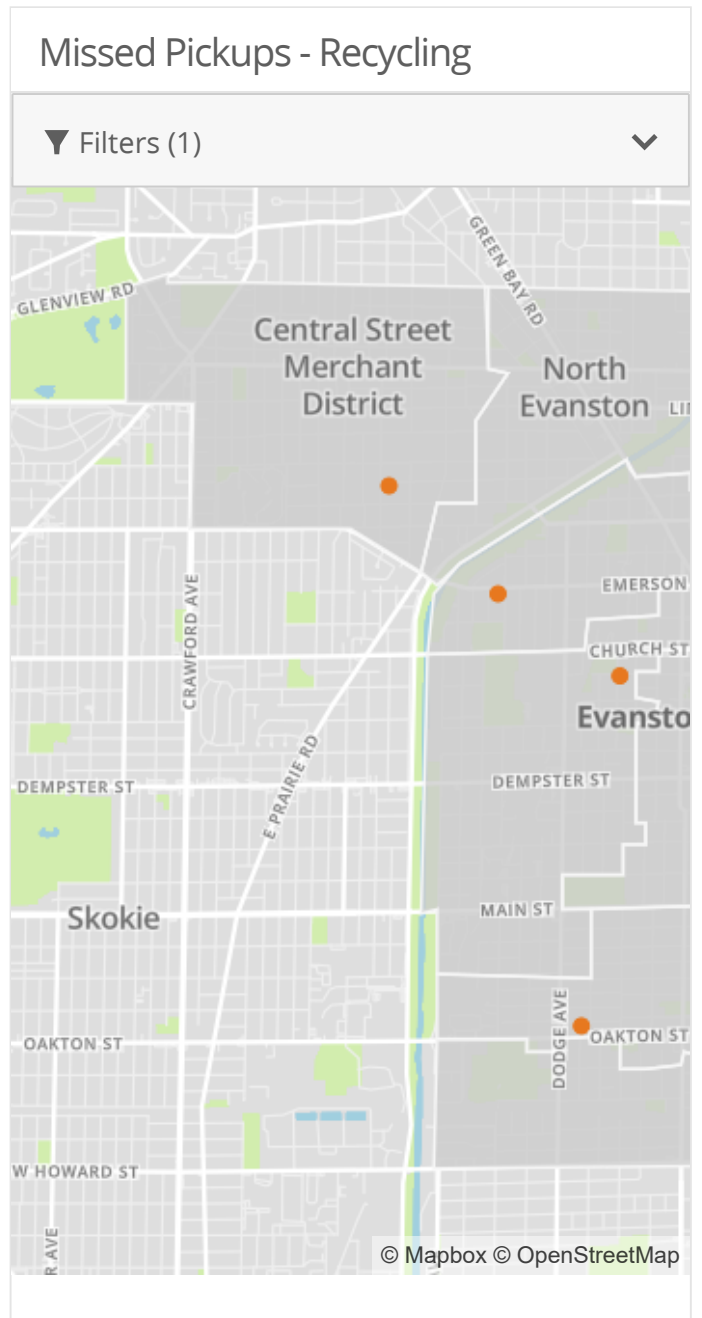 Missed Pickups - Recycling
Filters (1)
GREEN BAY RD
GLENVIEW RD
Central Street
Merchant
District
North
Evanston
LII
CRAWFORD AVE
EMERSON
CHURCH ST
Evansto
E PRAIRIE RD
DEMPSTER ST
DEMPSTER ST
MAIN ST
Skokie
DODGE AVE
OAKTON ST
OAKTON ST
W HOWARD ST
R AVE
© Mapbox © OpenStreetMap